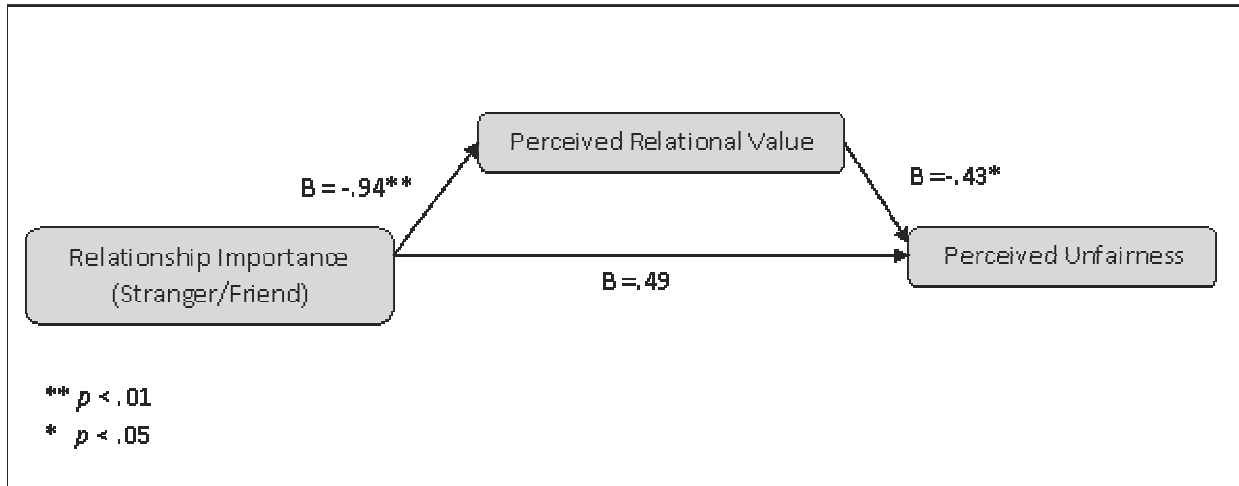 Perceived Relational Value
B = -.94**
B =-.43*
Relationship Importance
(Stranger/Friend)
Perceived Unfairness
B =.49
** p < .01
* p < .05